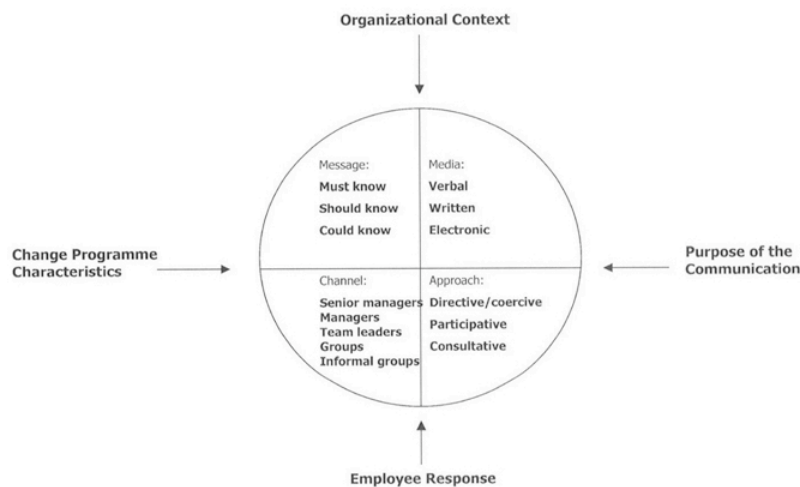 Organizational Context
Message:
Must know
Should know
Could know
Media:
Verbal
Written
Electronic
Change Programme
Characteristics
Purpose of the
Communication
Channel:
Senior managers
Managers
Team leaders
Groups
Informal groups
Approach:
Directive/coercive
Participative
Consultative
Employee Response